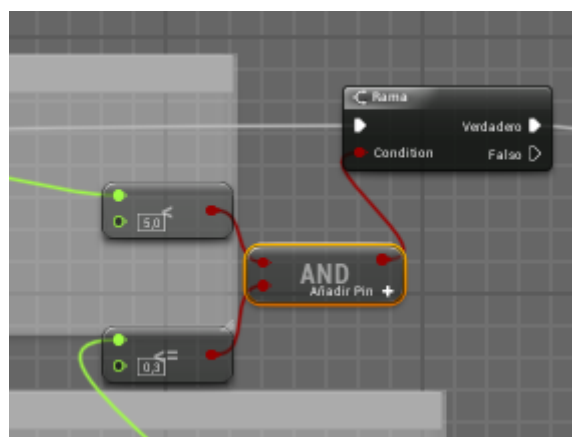 Rama
Verdadero
Condition
Falso
5,0
<
AND
Añadir Pin
<=
0,3